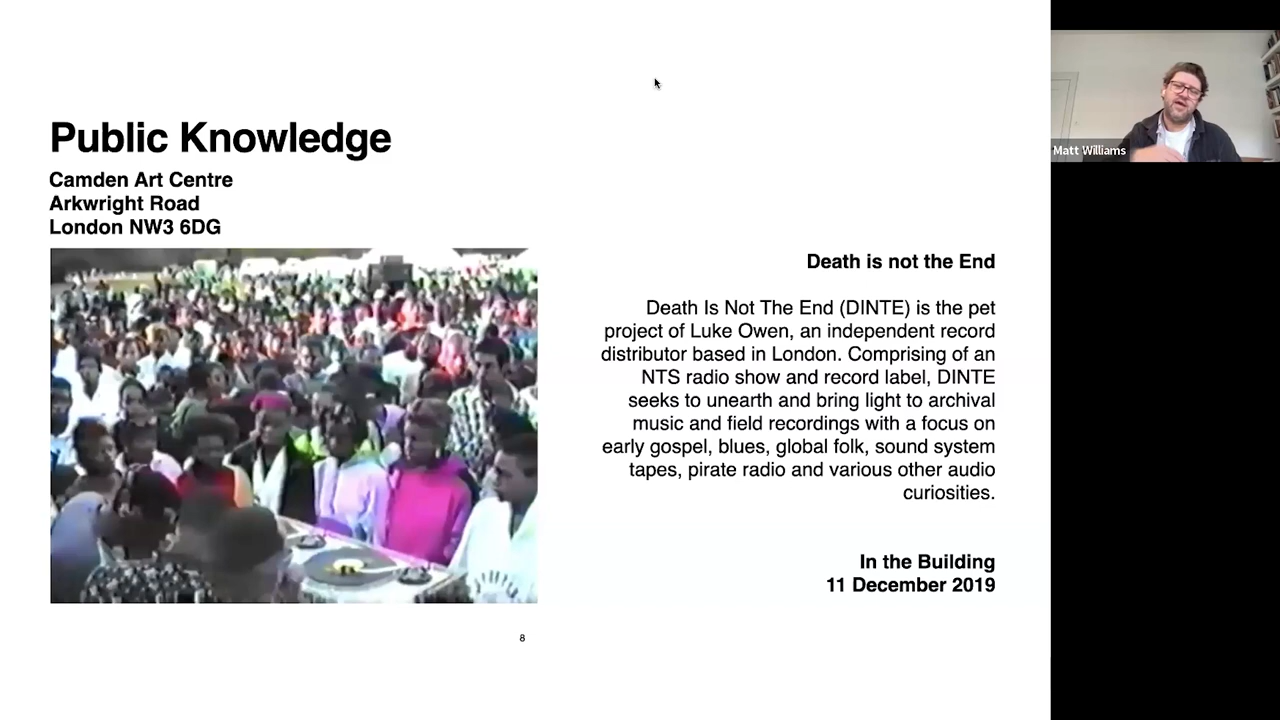 Public Knowledge
Camden Art Centre
Arkwright Road
London NW3 6DG
Death is not the End
Death Is Not The End (DINTE) is the pet
project of Luke Owen, an independent record
distributor based in London. Comprising of an
NTS radio show and record label, DINTE
seeks to unearth and bring light to archival
music and field recordings with a focus on
early gospel, blues, global folk, sound system
tapes, pirate radio and various other audio
curiosities.
In the Building
11 December 2019
8
Matt Williams